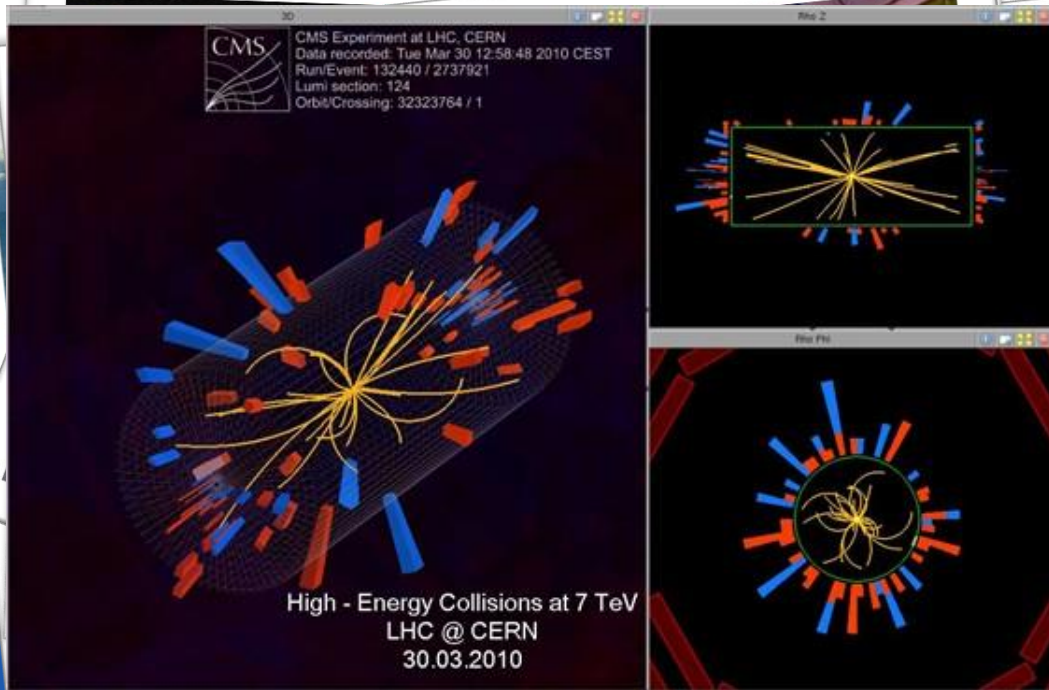 3D
CMS
CMS Experiment at LHC, CERN
Data recorded: Tue Mar 30 12:58:48 2010 CEST
Run/Event: 132440 / 2737921
Lumi section: 124
Orbit/Crossing: 32323764 / 1
High - Energy Collisions at 7 TeV
LHC @ CERN
30.03.2010
Rho Z
Rho Phi